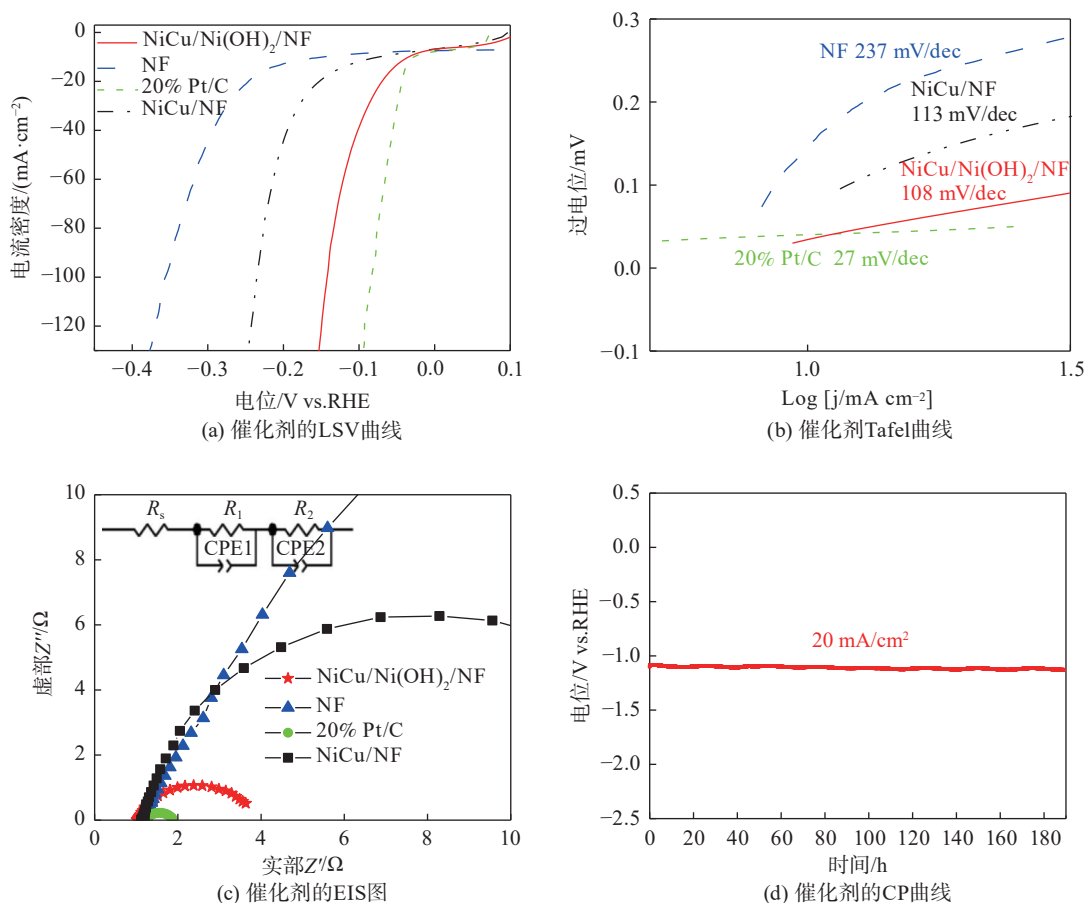 NiCu/Ni(OH)₂/NF
NF
20% Pt/C
NiCu/NF
0
−20
−40
−60
−80
−100
−120
−0.4
−0.3
−0.2
−0.1
0.0
0.1
电流密度/(mA·cm⁻²)
电位/V vs.RHE
(a) 催化剂的LSV曲线
NF 237 mV/dec
NiCu/NF
113 mV/dec
NiCu/Ni(OH)₂/NF
108 mV/dec
20% Pt/C 27 mV/dec
0.3
0.2
0.1
0.0
−0.1
1.0
1.5
过电位/mV
Log [j/mA cm⁻²]
(b) 催化剂Tafel曲线
Rₛ
R₁
R₂
CPE1
CPE2
NiCu/Ni(OH)₂/NF
NF
20% Pt/C
NiCu/NF
10
8
6
4
2
0
0
2
4
6
8
10
虚部Z″/Ω
实部Z′/Ω
(c) 催化剂的EIS图
20 mA/cm²
0.5
0.0
−0.5
−1.0
−1.5
−2.0
−2.5
0
20
40
60
80
100
120
140
160
180
电位/V vs.RHE
时间/h
(d) 催化剂的CP曲线